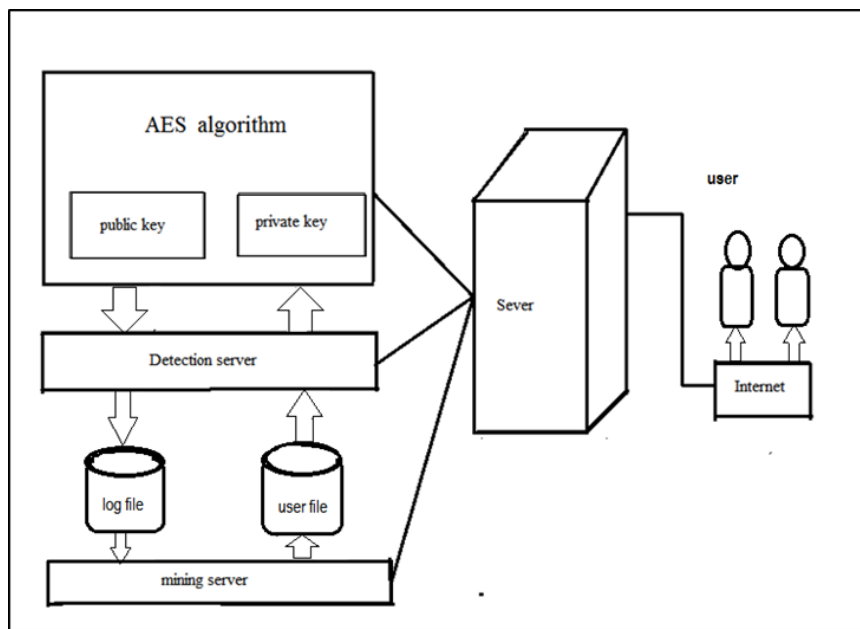 AES algorithm
public key
private key
Detection server
log file
user file
mining server
Sever
user
Internet